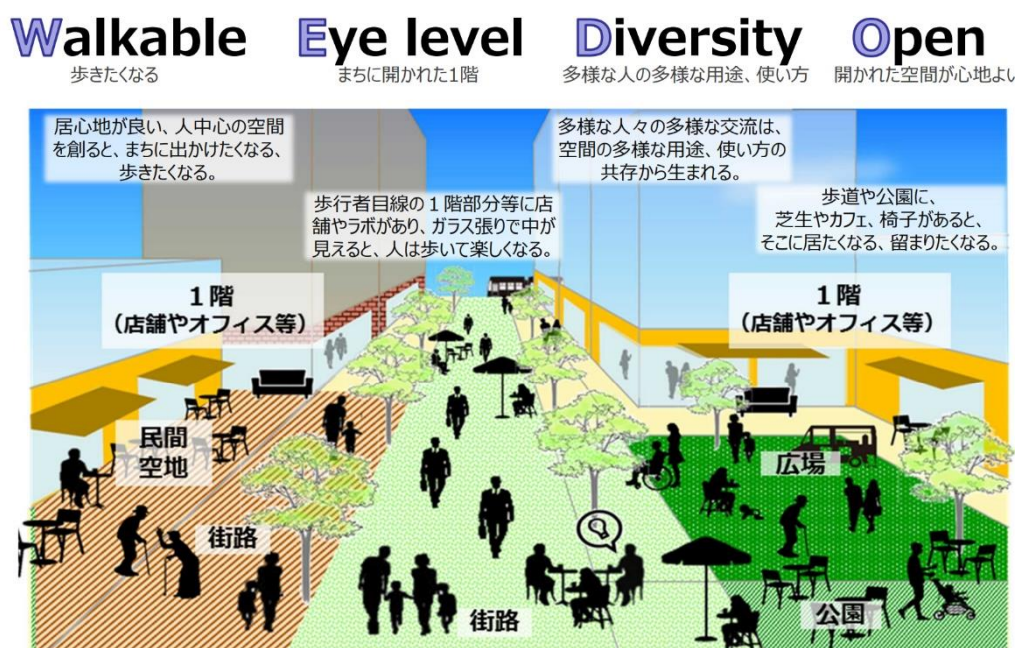 Walkable
歩きたくなる
Eye level
まちに開かれた1階
Diversity
多様な人の多様な用途、使い方
Open
開かれた空間が心地よい
居心地が良い、人中心の空間
を創ると、まちに出かけたくなる、
歩きたくなる。
歩行者目線の１階部分等に店
舗やラボがあり、ガラス張りで中が
見えると、人は歩いて楽しくなる。
多様な人々の多様な交流は、
空間の多様な用途、使い方の
共存から生まれる。
歩道や公園に、
芝生やカフェ、椅子があると、
そこに居たくなる、留まりたくなる。
１階
（店舗やオフィス等）
１階
（店舗やオフィス等）
民間
空地
広場
街路
街路
公園